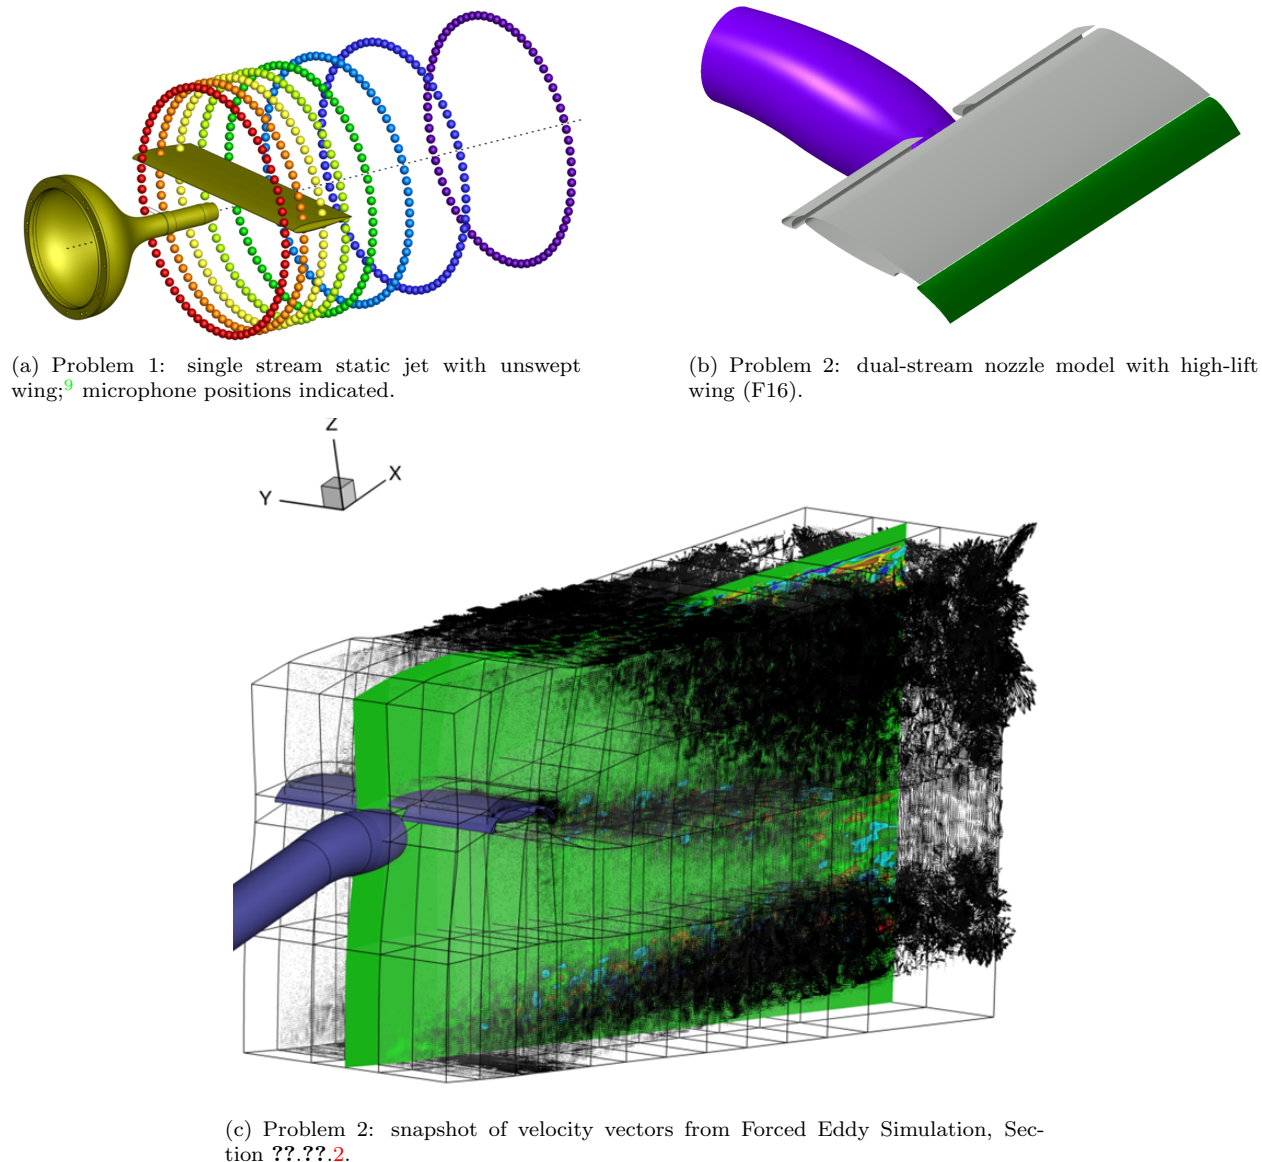 (a) Problem 1: single stream static jet with unswept
wing;9 microphone positions indicated.
(b) Problem 2: dual-stream nozzle model with high-lift
wing (F16).
Z
X
Y
(c) Problem 2: snapshot of velocity vectors from Forced Eddy Simulation, Sec-
tion ??.??.2.